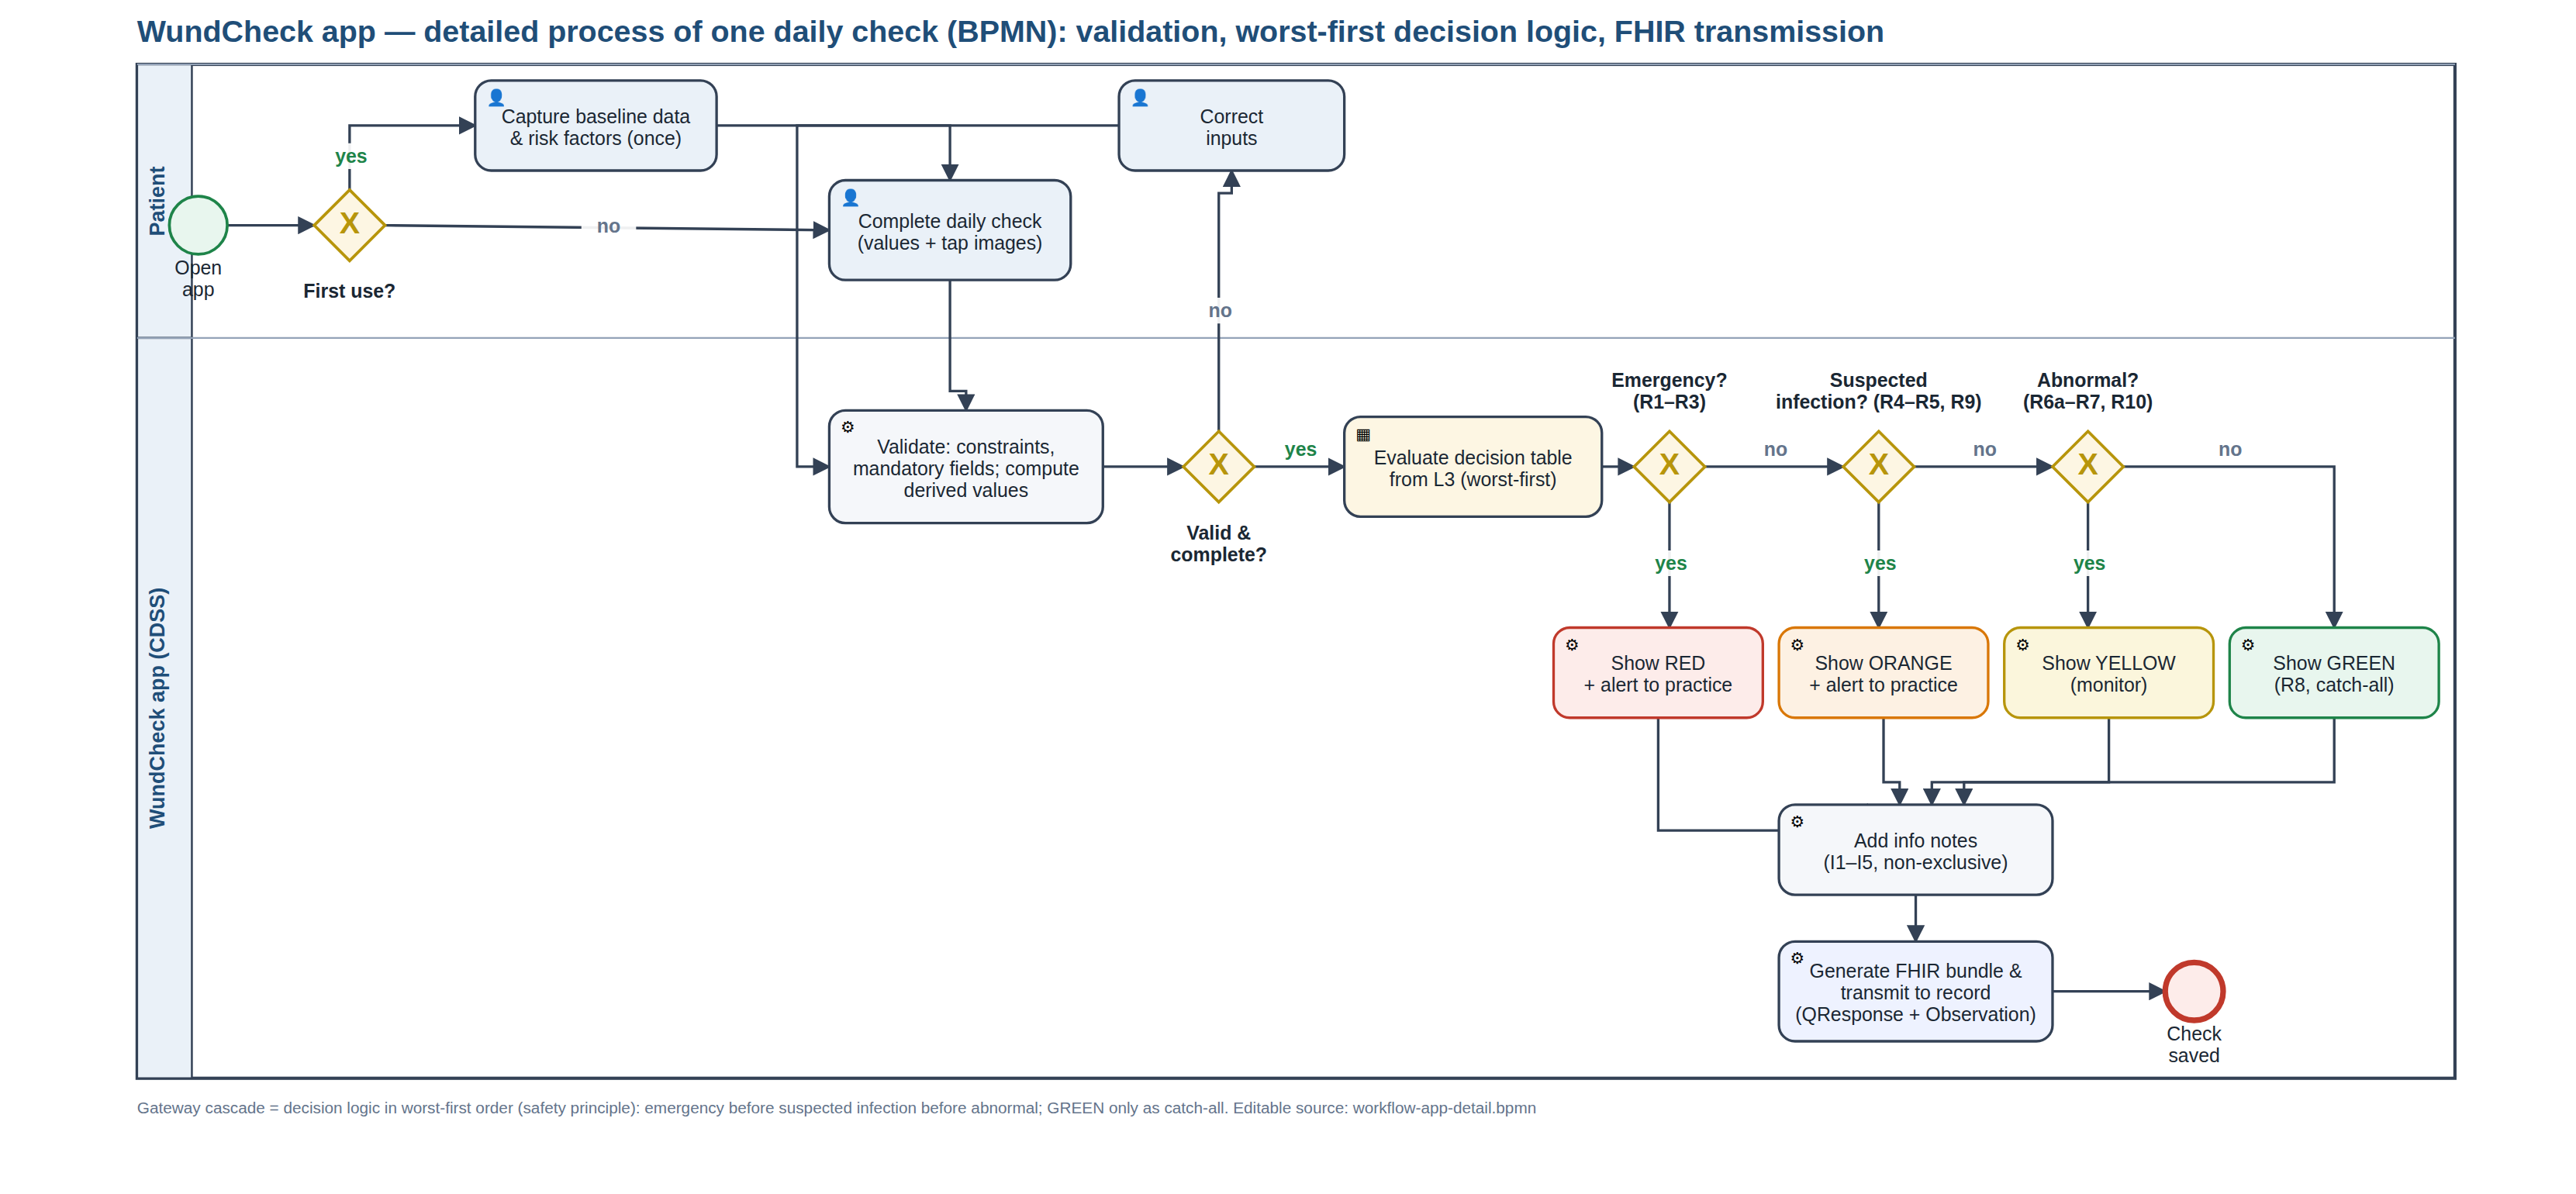 WundCheck app — detailed process of one daily check (BPMN): validation, worst-first decision logic, FHIR transmission
Patient
Open
app
X
First use?
yes
no
Capture baseline data
& risk factors (once)
Complete daily check
(values + tap images)
Correct
inputs
no
WundCheck app (CDSS)
Validate: constraints,
mandatory fields; compute
derived values
X
Valid &
complete?
yes
Evaluate decision table
from L3 (worst-first)
Emergency?
(R1–R3)
X
no
Suspected
infection? (R4–R5, R9)
X
no
Abnormal?
(R6a–R7, R10)
X
no
yes
yes
yes
Show RED
+ alert to practice
Show ORANGE
+ alert to practice
Show YELLOW
(monitor)
Show GREEN
(R8, catch-all)
Add info notes
(I1–I5, non-exclusive)
Generate FHIR bundle &
transmit to record
(QResponse + Observation)
Check
saved
Gateway cascade = decision logic in worst-first order (safety principle): emergency before suspected infection before abnormal; GREEN only as catch-all. Editable source: workflow-app-detail.bpmn